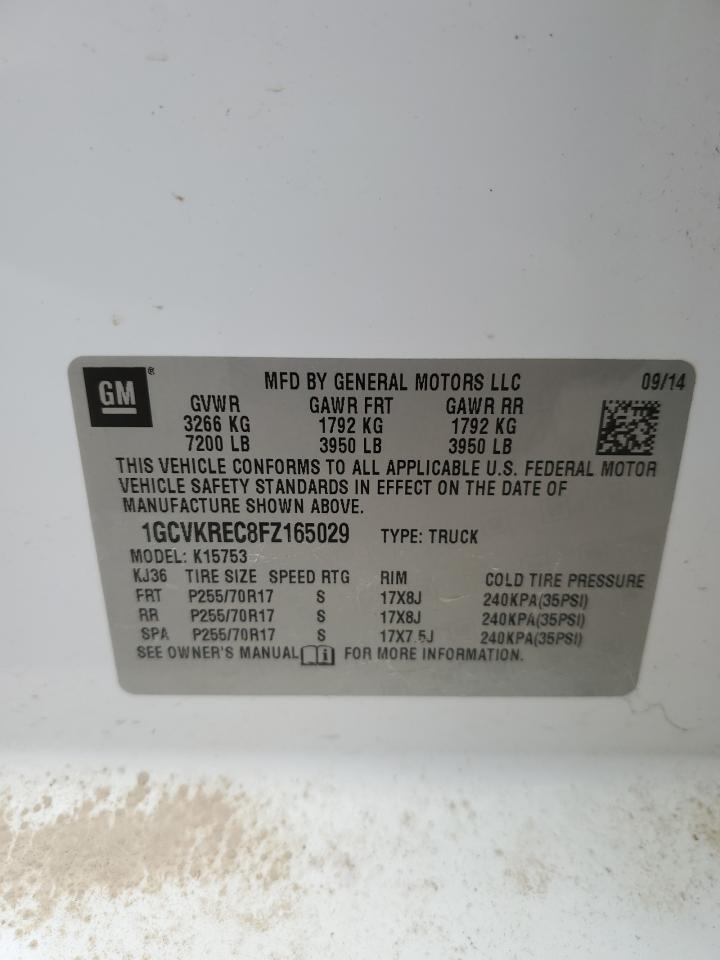 GM ® MFD BY GENERAL MOTORS LLC 09/14
GVWR GAWR FRT GAWR RR
3266 KG 1792 KG 1792 KG
7200 LB 3950 LB 3950 LB
THIS VEHICLE CONFORMS TO ALL APPLICABLE U.S. FEDERAL MOTOR
VEHICLE SAFETY STANDARDS IN EFFECT ON THE DATE OF
MANUFACTURE SHOWN ABOVE.
1GCVKREC8FZ165029 TYPE: TRUCK
MODEL: K15753
KJ36 TIRE SIZE SPEED RTG RIM COLD TIRE PRESSURE
FRT P255/70R17 S 17X8J 240KPA(35PSI)
RR P255/70R17 S 17X8J 240KPA(35PSI)
SPA P255/70R17 S 17X7.5J 240KPA(35PSI)
SEE OWNER'S MANUAL FOR MORE INFORMATION.